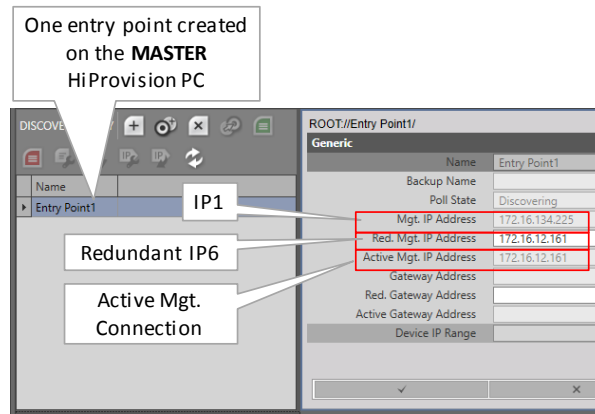 One entry point created
on the MASTER
HiProvision PC
DISCOVE
ROOT://Entry Point1/
Generic
Name Entry Point1
Backup Name
Poll State Discovering
Mgt. IP Address 172.16.134.225
Red. Mgt. IP Address 172.16.12.161
Active Mgt. IP Address 172.16.12.161
Gateway Address
Red. Gateway Address
Active Gateway Address
Device IP Range
Name
Entry Point1
IP1
Redundant IP6
Active Mgt.
Connection